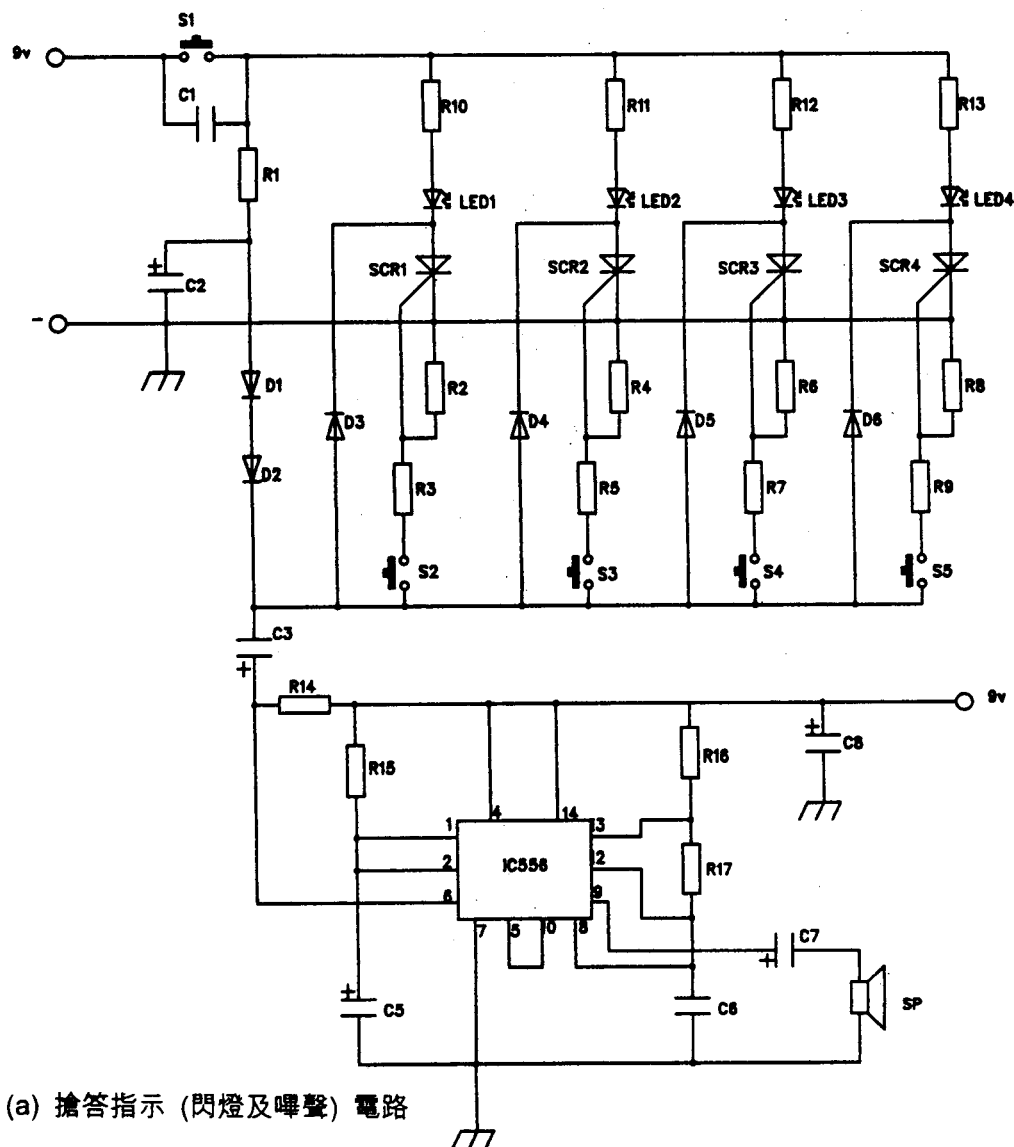 S1
9v
C1
R10
R11
R12
R13
R1
LED1
LED2
LED3
LED4
+
C2
SCR1
SCR2
SCR3
SCR4
-
D1
R2
R4
R6
R8
D3
D4
D5
D6
D2
R3
R5
R7
R9
S2
S3
S4
S5
C3
+
R14
9v
R15
R16
+
C8
1
4
14
13
2
IC556
12
R17
6
9
7
5
10
8
C7
+
+
C5
C6
SP
(a) 搶答指示 (閃燈及嗶聲) 電路